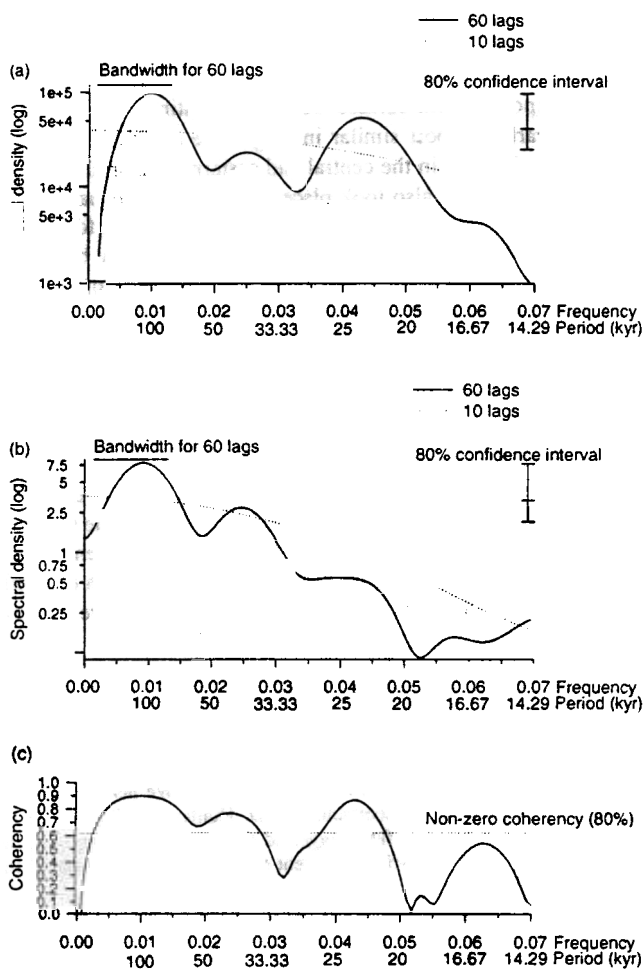 60 lags
10 lags
(a)
Bandwidth for 60 lags
80% confidence interval
density (log)
1e+5
5e+4
1e+4
5e+3
1e+3
0.00 0.01 0.02 0.03 0.04 0.05 0.06 0.07 Frequency
100 50 33.33 25 20 16.67 14.29 Period (kyr)
60 lags
10 lags
(b)
Bandwidth for 60 lags
80% confidence interval
Spectral density (log)
7.5
5
2.5
1
0.75
0.5
0.25
0.00 0.01 0.02 0.03 0.04 0.05 0.06 0.07 Frequency
100 50 33.33 25 20 16.67 14.29 Period (kyr)
(c)
Coherency
1.0
0.9
0.8
0.7
0.6
0.5
0.4
0.3
0.2
0.0
Non-zero coherency (80%)
0.00 0.01 0.02 0.03 0.04 0.05 0.06 0.07 Frequency
100 50 33.33 25 20 16.67 14.29 Period (kyr)